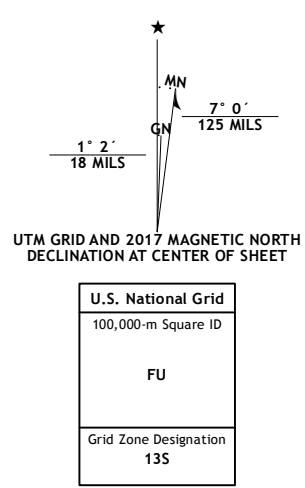 ★
MN
7° 0´
125 MILS
GN
1° 2´
18 MILS
UTM GRID AND 2017 MAGNETIC NORTH
DECLINATION AT CENTER OF SHEET
U.S. National Grid
100,000-m Square ID
FU
Grid Zone Designation
13S